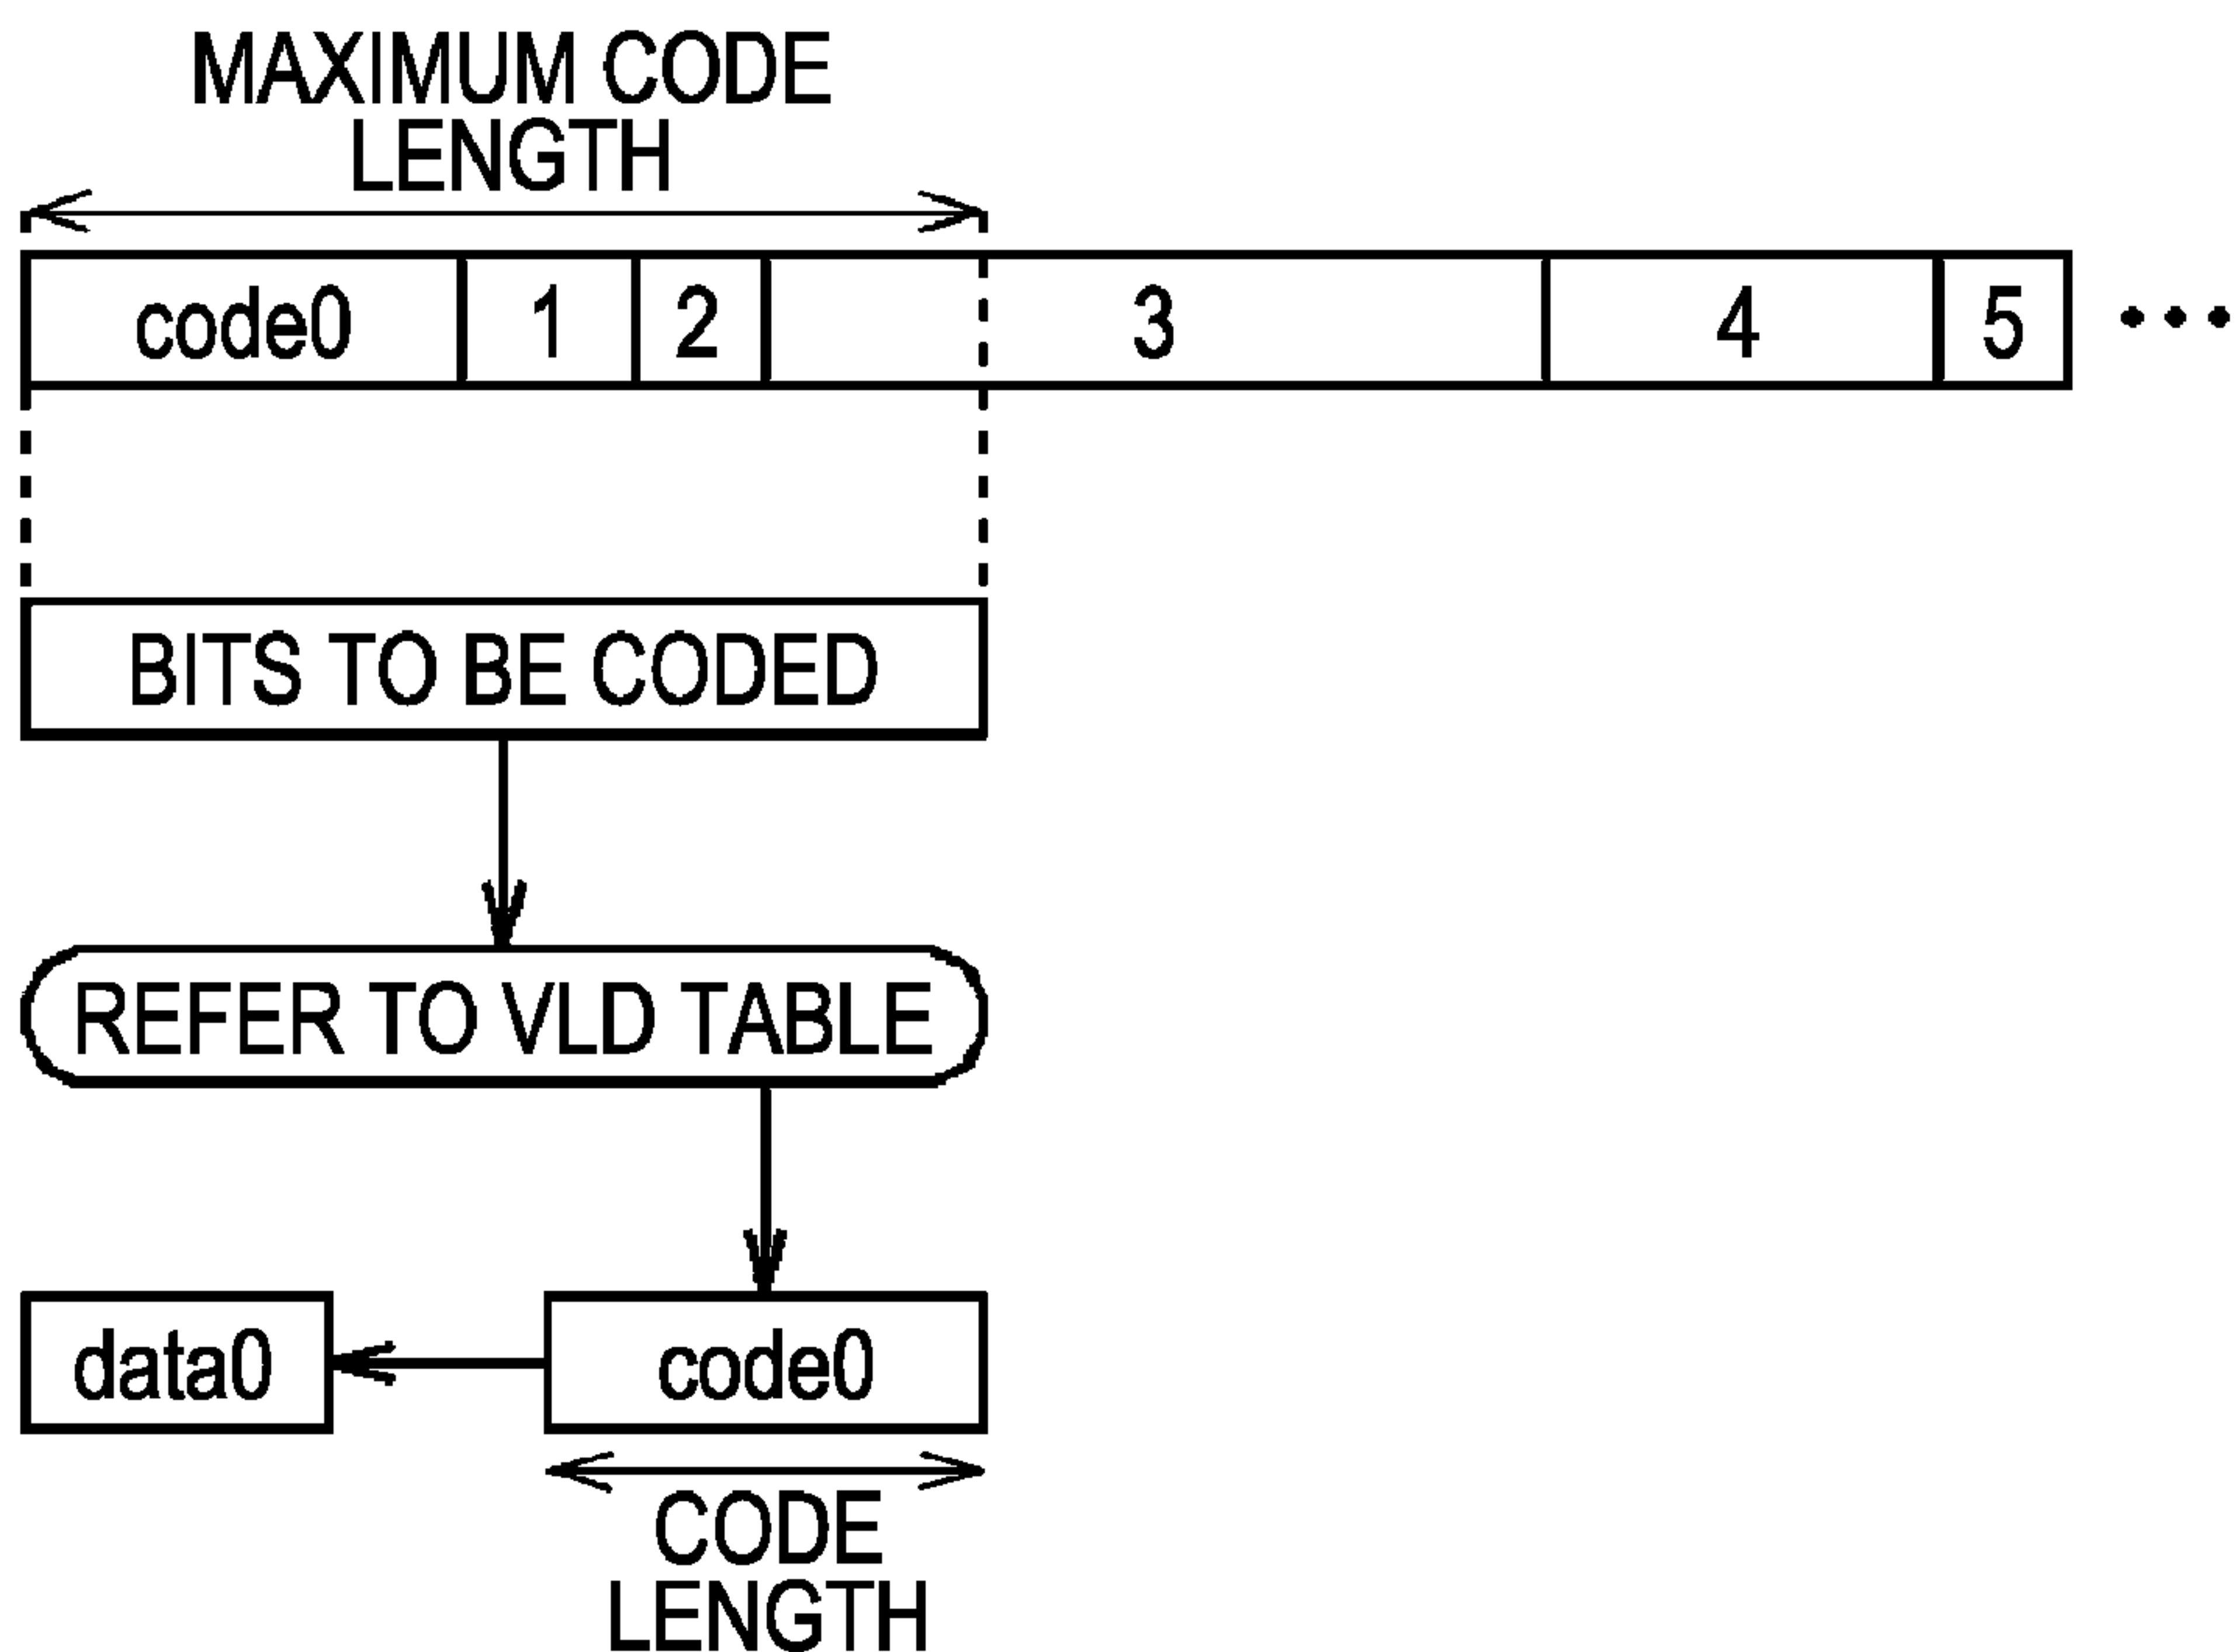 MAXIMUM CODE
LENGTH
code0 1 2 3 4 5 •••
BITS TO BE CODED
REFER TO VLD TABLE
data0 code0
CODE
LENGTH